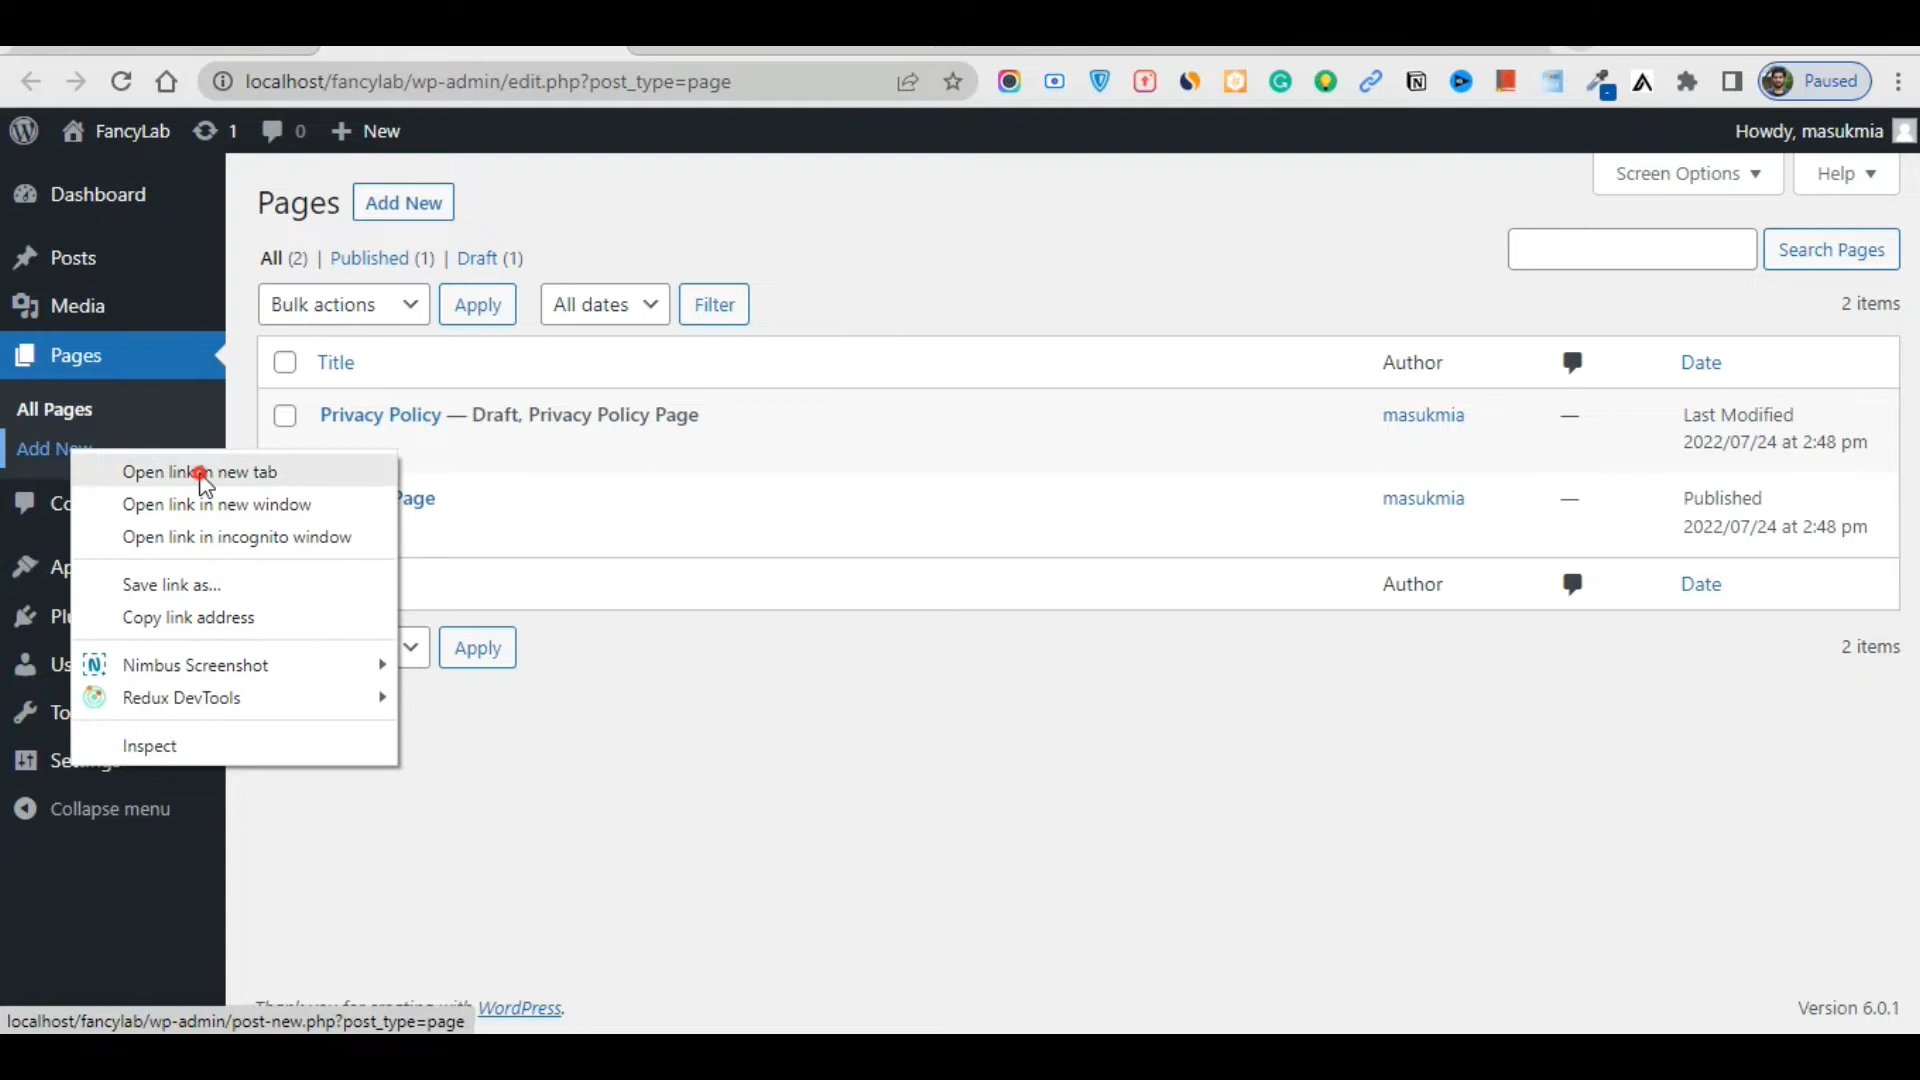 localhost/fancylab/wp-admin/edit.php?post_type=page
Paused
FancyLab 1 0 + New
Howdy, masukmia
Dashboard
Posts
Media
Pages
All Pages
Add New
Collapse menu
Screen Options ▼
Help ▼
Pages Add New
All (2) | Published (1) | Draft (1)
Search Pages
Bulk actions
Apply
All dates
Filter
2 items
Title Author Date
Privacy Policy — Draft, Privacy Policy Page masukmia — Last Modified
2022/07/24 at 2:48 pm
Page masukmia — Published
2022/07/24 at 2:48 pm
Author Date
Apply
2 items
Open link in new tab
Open link in new window
Open link in incognito window
Save link as...
Copy link address
Nimbus Screenshot
Redux DevTools
Inspect
WordPress.
Version 6.0.1
localhost/fancylab/wp-admin/post-new.php?post_type=page